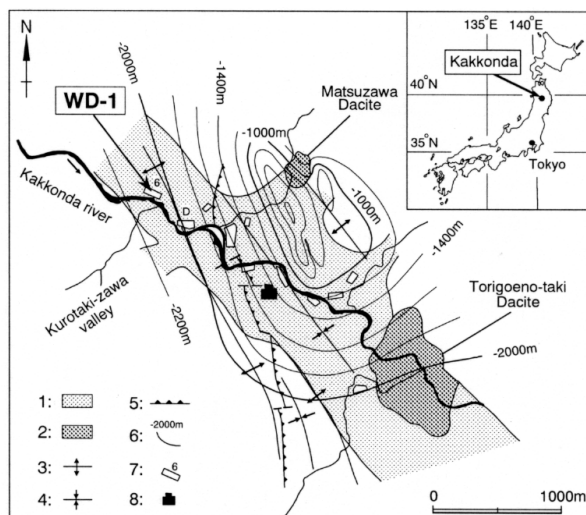 N
-2000m
-1400m
WD-1
Matsuzawa
Dacite
-1000m
6
Kakkonda river
D
-1000m
-1400m
Kurotaki-zawa
valley
-2200m
Torigoeno-taki
Dacite
-2000m
1:
2:
3:
4:
5:
6: -2000m
7: 6
8:
0 1000m
135°E 140°E
Kakkonda
40°N
35°N
Tokyo